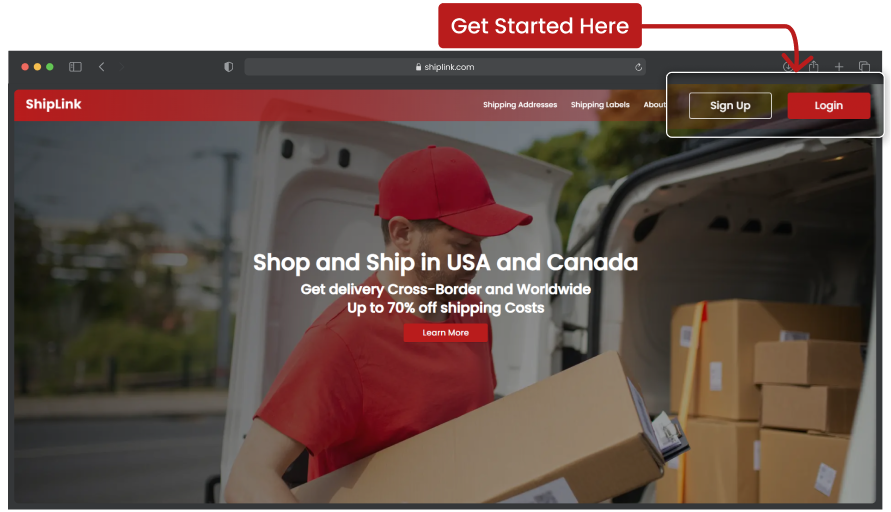 Get Started Here
shiplink.com
ShipLink
Shipping Addresses
Shipping Labels
About
Sign Up
Login
Shop and Ship in USA and Canada
Get delivery Cross-Border and Worldwide
Up to 70% off shipping Costs
Learn More